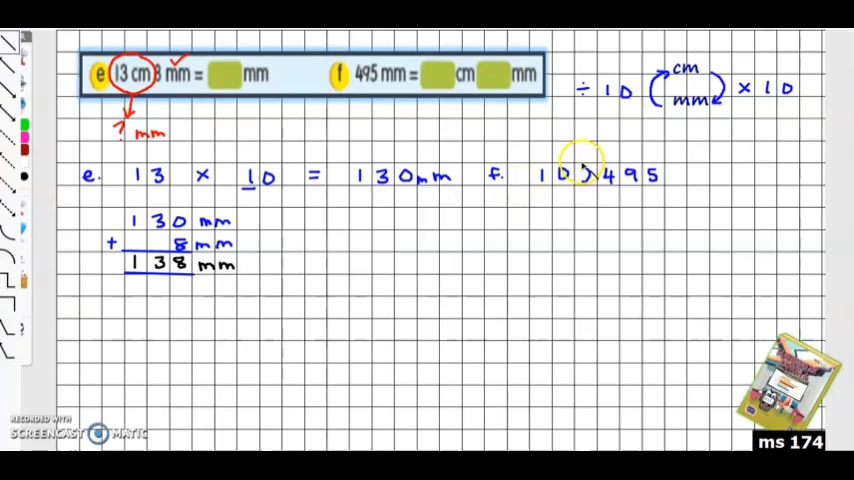 e 13 cm 8 mm = mm f 495 mm = cm mm
÷ 10 cm mm × 10
? mm
e. 13 × 10 = 130mm f. 10 ) 495
130 mm
+ 8 mm
138 mm
RECORDED WITH
SCREENCAST MATIC
ms 174